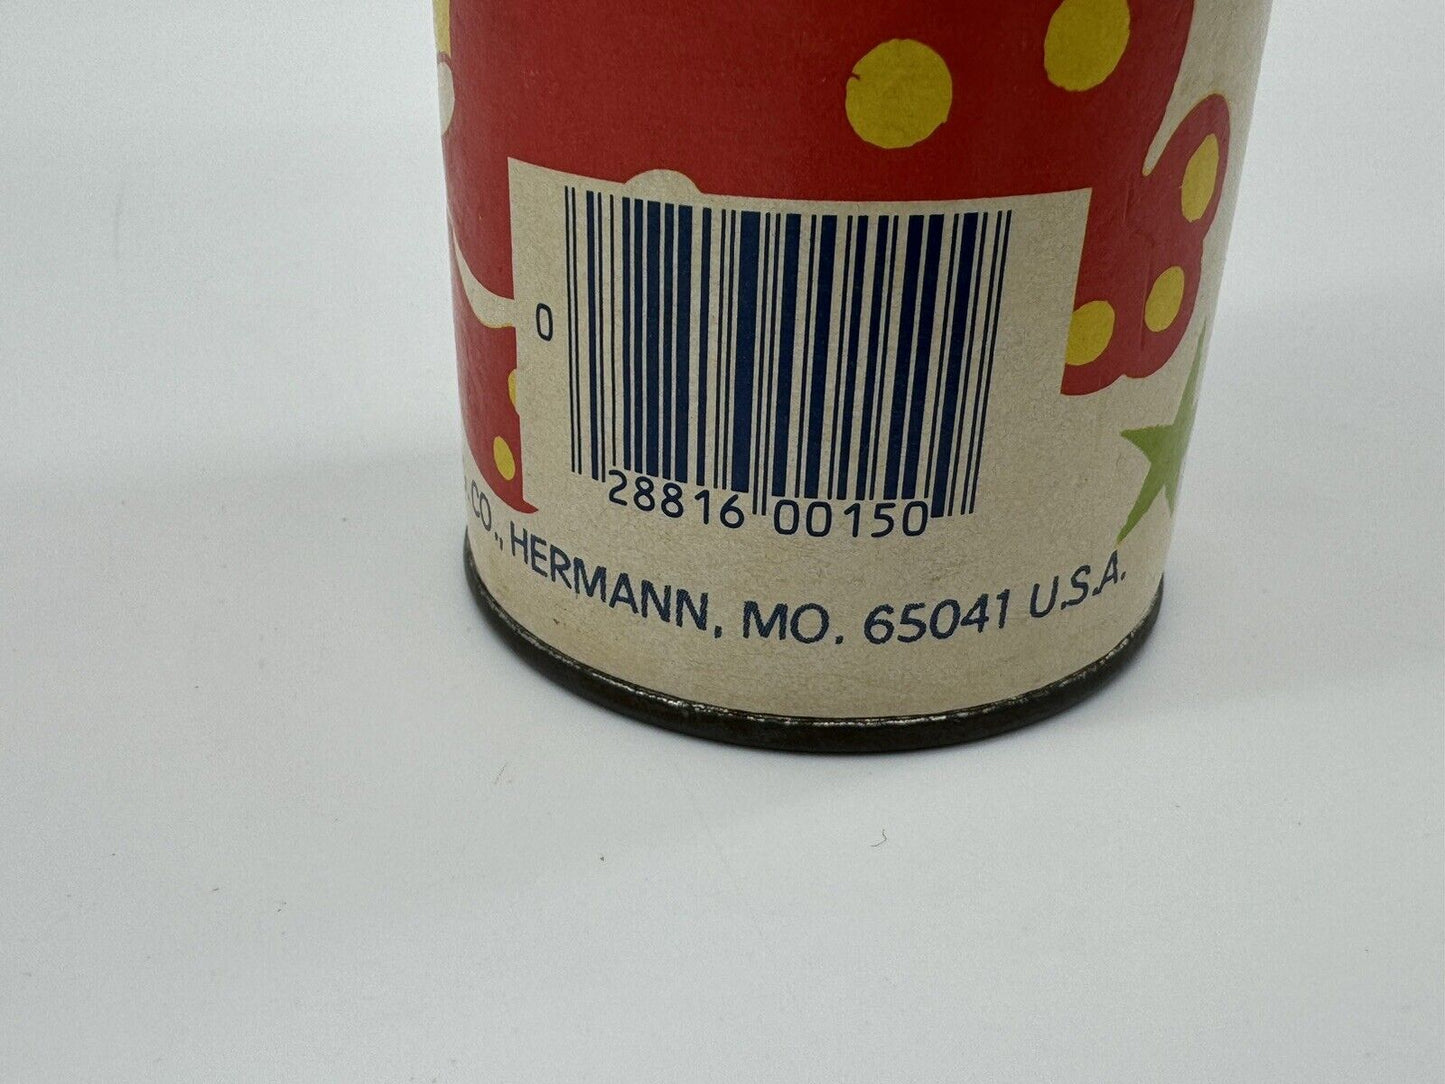 0 28816 00150
CO., HERMANN, MO. 65041 U.S.A.